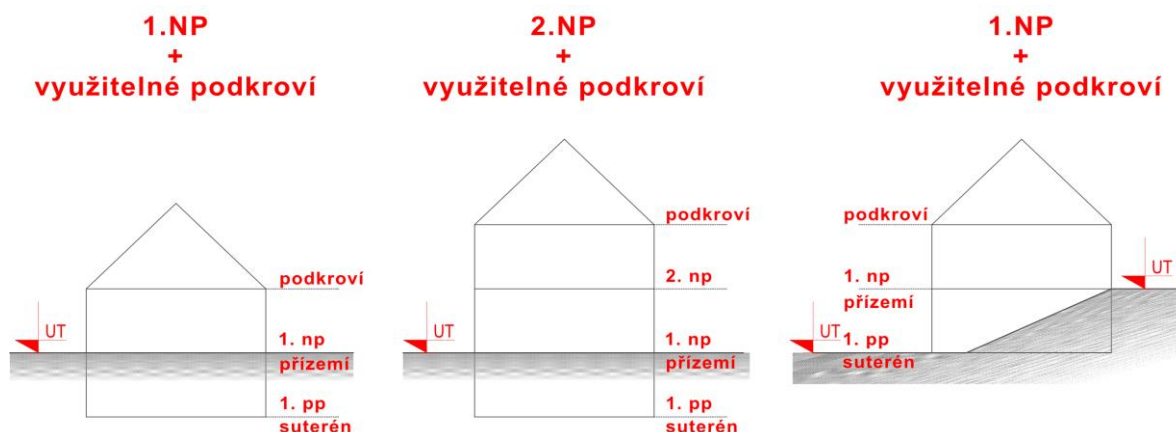 1.NP
+
využitelné podkroví
2.NP
+
využitelné podkroví
1.NP
+
využitelné podkroví
podkroví
UT
1. np
přízemí
1. pp
suterén
podkroví
2. np
UT
1. np
přízemí
1. pp
suterén
podkroví
UT
1. np
přízemí
UT
1. pp
suterén